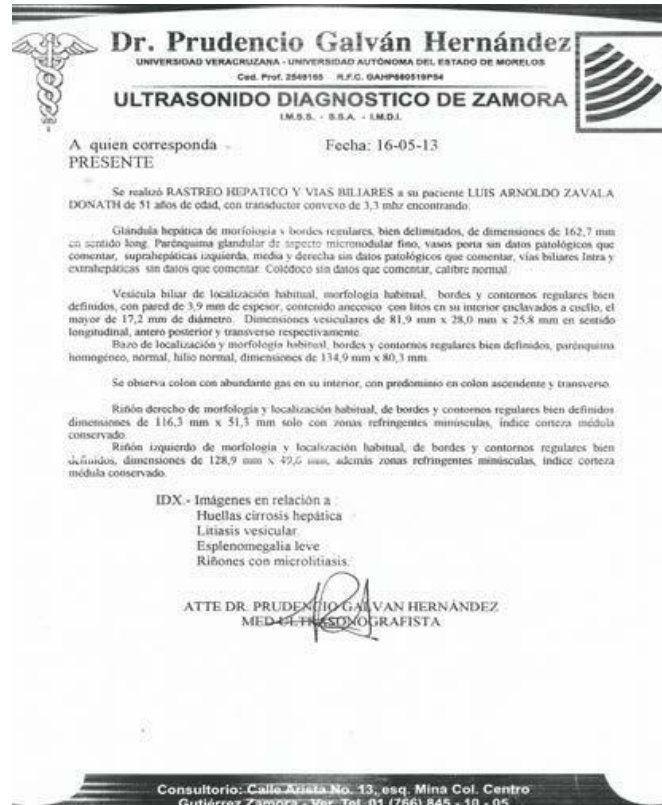 Dr. Prudencio Galván Hernández
UNIVERSIDAD VERACRUZANA - UNIVERSIDAD AUTÓNOMA DEL ESTADO DE MORELOS
Ced. Prof. 2549165 R.F.C. GAHP680519PS4
ULTRASONIDO DIAGNOSTICO DE ZAMORA
I.M.S.S. - S.S.A. - I.M.D.I.
A quien corresponda Fecha: 16-05-13
PRESENTE
Se realizó RASTREO HEPATICO Y VIAS BILIARES a su paciente LUIS ARNOLDO ZAVALA
DONATH de 51 años de edad, con transductor convexo de 3,3 mhz encontrando:
Glándula hepática de morfología y bordes regulares, bien delimitados, de dimensiones de 162,7 mm
en sentido long. Parénquima glandular de aspecto micronodular fino, vasos porta sin datos patológicos que
comentar, suprahepáticas izquierda, media y derecha sin datos patológicos que comentar, vías biliares Intra y
extrahepáticas sin datos que comentar. Colédoco sin datos que comentar, calibre normal.
Vesícula biliar de localización habitual, morfología habitual, bordes y contornos regulares bien
definidos, con pared de 3,9 mm de espesor, contenido anecoico con litos en su interior enclavados a cuello, el
mayor de 17,2 mm de diámetro. Dimensiones vesiculares de 81,9 mm x 28,0 mm x 25,8 mm en sentido
longitudinal, antero posterior y transverso respectivamente.
Bazo de localización y morfología habitual, bordes y contornos regulares bien definidos, parénquima
homogéneo, normal, hilio normal, dimensiones de 134,9 mm x 80,3 mm.
Se observa colon con abundante gas en su interior, con predominio en colon ascendente y transverso.
Riñón derecho de morfología y localización habitual, de bordes y contornos regulares bien definidos
dimensiones de 116,3 mm x 51,3 mm solo con zonas refringentes minúsculas, índice corteza médula
conservado.
Riñón izquierdo de morfología y localización habitual, de bordes y contornos regulares bien
definidos, dimensiones de 128,9 mm x 49,6 mm, además zonas refringentes minúsculas, índice corteza
médula conservado.
IDX.- Imágenes en relación a :
Huellas cirrosis hepática
Litiasis vesicular.
Esplenomegalia leve
Riñones con microlitiasis.
ATTE DR. PRUDENCIO GALVAN HERNÁNDEZ
MED ULTRASONOGRAFISTA
Consultorio: Calle Arista No. 13, esq. Mina Col. Centro
Gutiérrez Zamora - Ver. Tel. 01 (766) 845 - 10 - 05